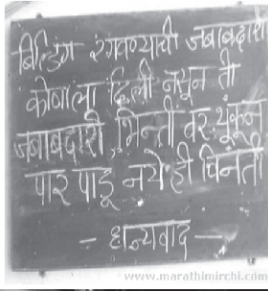 बिल्डिंग रंगवण्याची जबाबदारी
कोणाला दिली नसून ती
जबाबदारी भिन्तींवर थुंकून
पार पाडू नये ही विनंती
- धन्यवाद -
www.marathimirchi.com